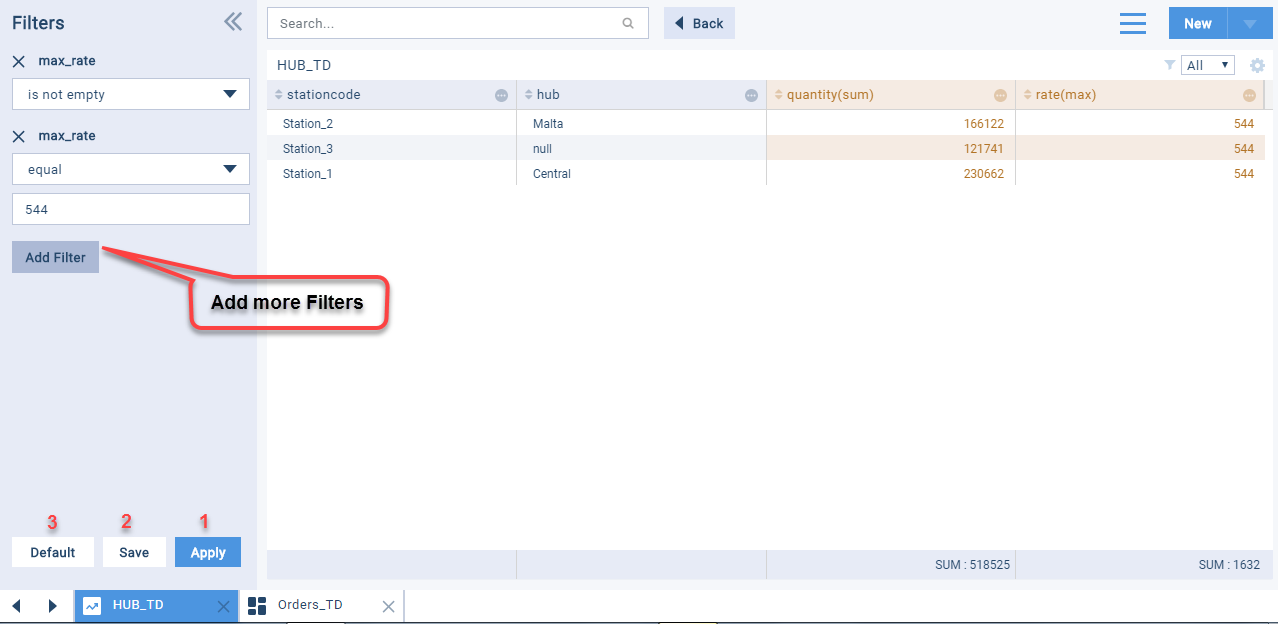 Filters
Search...
Back
New
max_rate
is not empty
max_rate
equal
544
Add Filter
Add more Filters
HUB_TD
All
stationcode hub quantity(sum) rate(max)
Station_2 Malta 166122 544
Station_3 null 121741 544
Station_1 Central 230662 544
3 2 1
Default Save Apply
SUM : 518525 SUM : 1632
HUB_TD Orders_TD